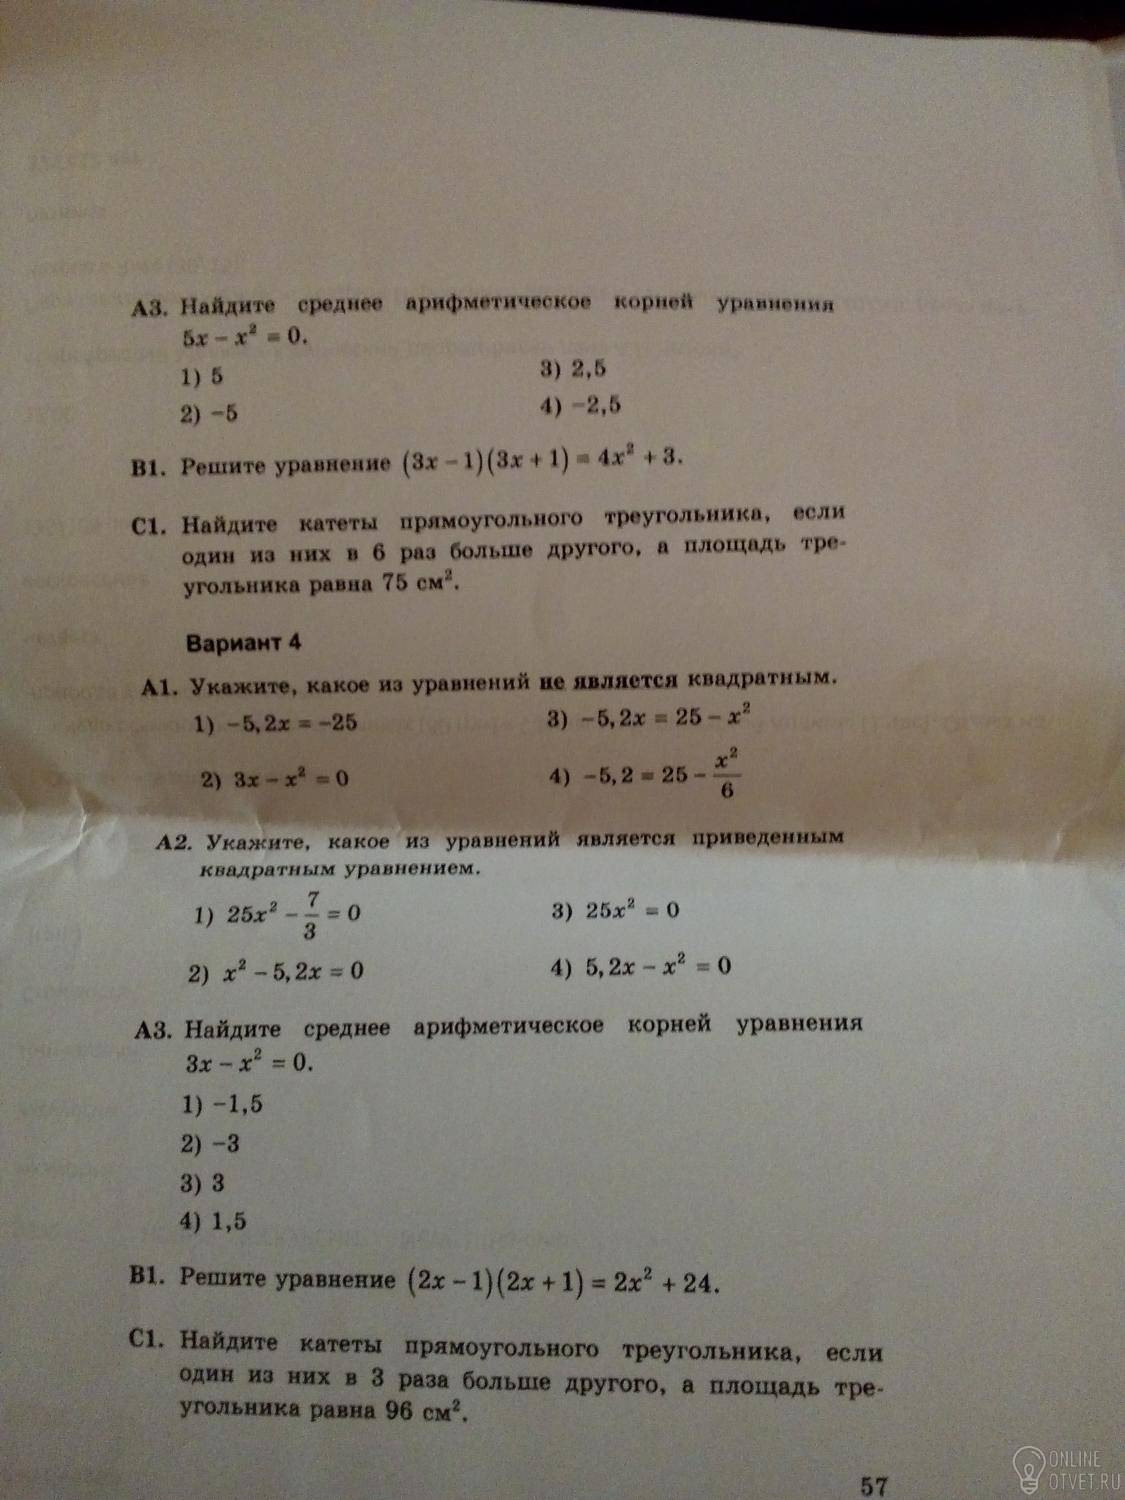 А3. Найдите среднее арифметическое корней уравнения
5x − x² = 0.
1) 5
3) 2,5
2) −5
4) −2,5
В1. Решите уравнение (3x − 1)(3x + 1) = 4x² + 3.
С1. Найдите катеты прямоугольного треугольника, если
один из них в 6 раз больше другого, а площадь тре-
угольника равна 75 см².
Вариант 4
А1. Укажите, какое из уравнений не является квадратным.
1) −5,2x = −25
3) −5,2x = 25 − x²
2) 3x − x² = 0
4) −5,2 = 25 − x²/6
А2. Укажите, какое из уравнений является приведенным
квадратным уравнением.
1) 25x² − 7/3 = 0
3) 25x² = 0
2) x² − 5,2x = 0
4) 5,2x − x² = 0
А3. Найдите среднее арифметическое корней уравнения
3x − x² = 0.
1) −1,5
2) −3
3) 3
4) 1,5
В1. Решите уравнение (2x − 1)(2x + 1) = 2x² + 24.
С1. Найдите катеты прямоугольного треугольника, если
один из них в 3 раза больше другого, а площадь тре-
угольника равна 96 см².
57
ONLINE
OTVET.RU